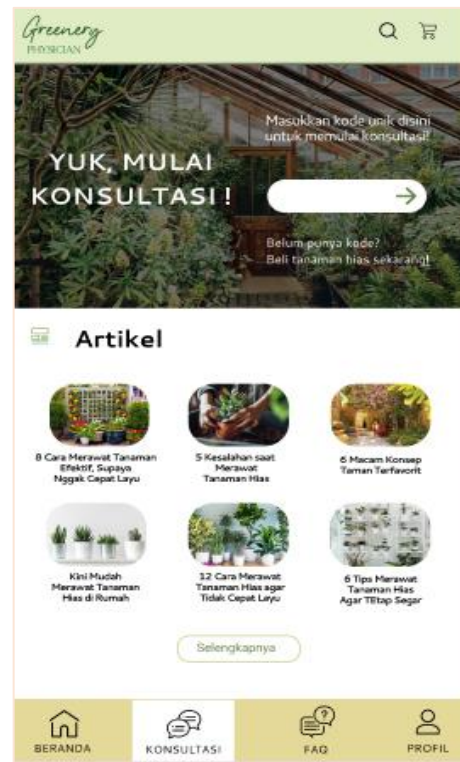 Greenery
PHYSICIAN
Masukkan kode unik disini
untuk memulai konsultasi!
YUK, MULAI
KONSULTASI !
Belum punya kode?
Beli tanaman hias sekarang!
Artikel
8 Cara Merawat Tanaman
Efektif, Supaya
Nggak Cepat Layu
5 Kesalahan saat
Merawat
Tanaman Hias
6 Macam Konsep
Taman Terfavorit
Kini Mudah
Merawat Tanaman
Hias di Rumah
12 Cara Merawat
Tanaman Hias agar
Tidak Cepat Layu
6 Tips Merawat
Tanaman Hias
Agar TEtap Segar
Selengkapnya
BERANDA
KONSULTASI
FAQ
PROFIL